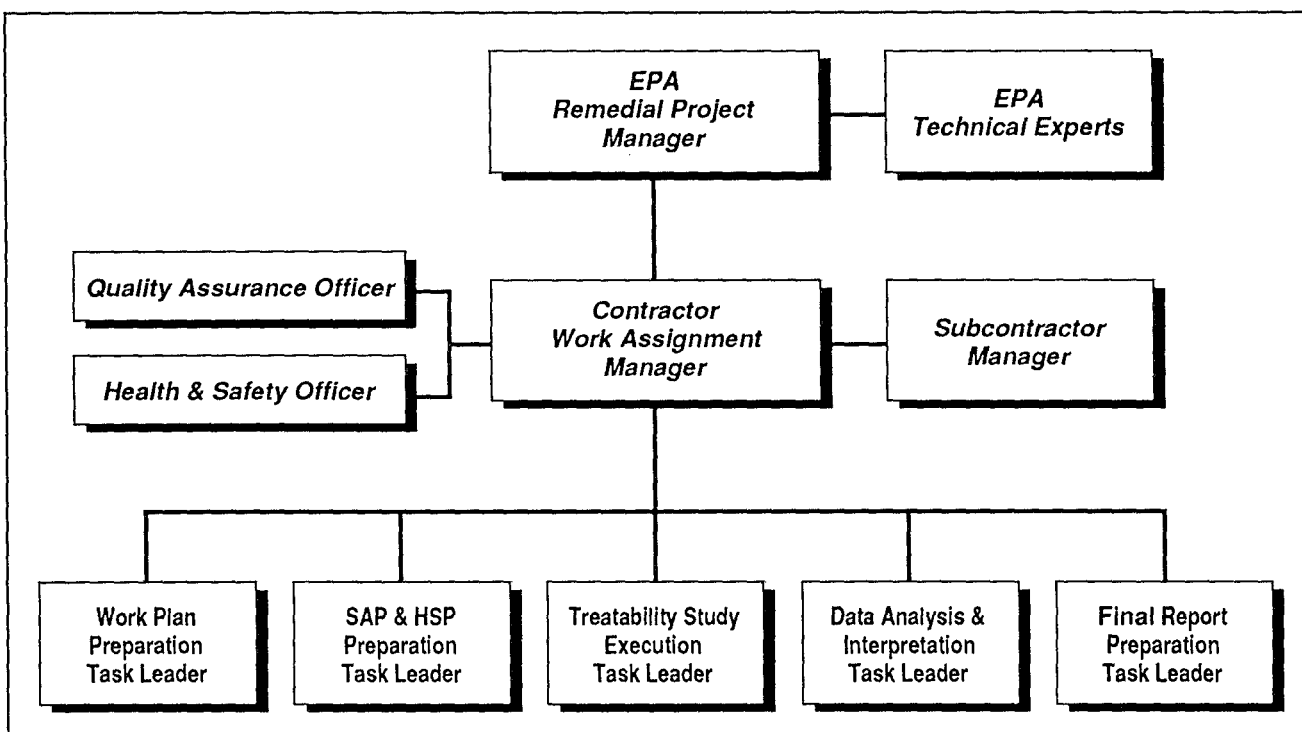 EPA
Remedial Project
Manager
EPA
Technical Experts
Quality Assurance Officer
Health & Safety Officer
Contractor
Work Assignment
Manager
Subcontractor
Manager
Work Plan
Preparation
Task Leader
SAP & HSP
Preparation
Task Leader
Treatability Study
Execution
Task Leader
Data Analysis &
Interpretation
Task Leader
Final Report
Preparation
Task Leader